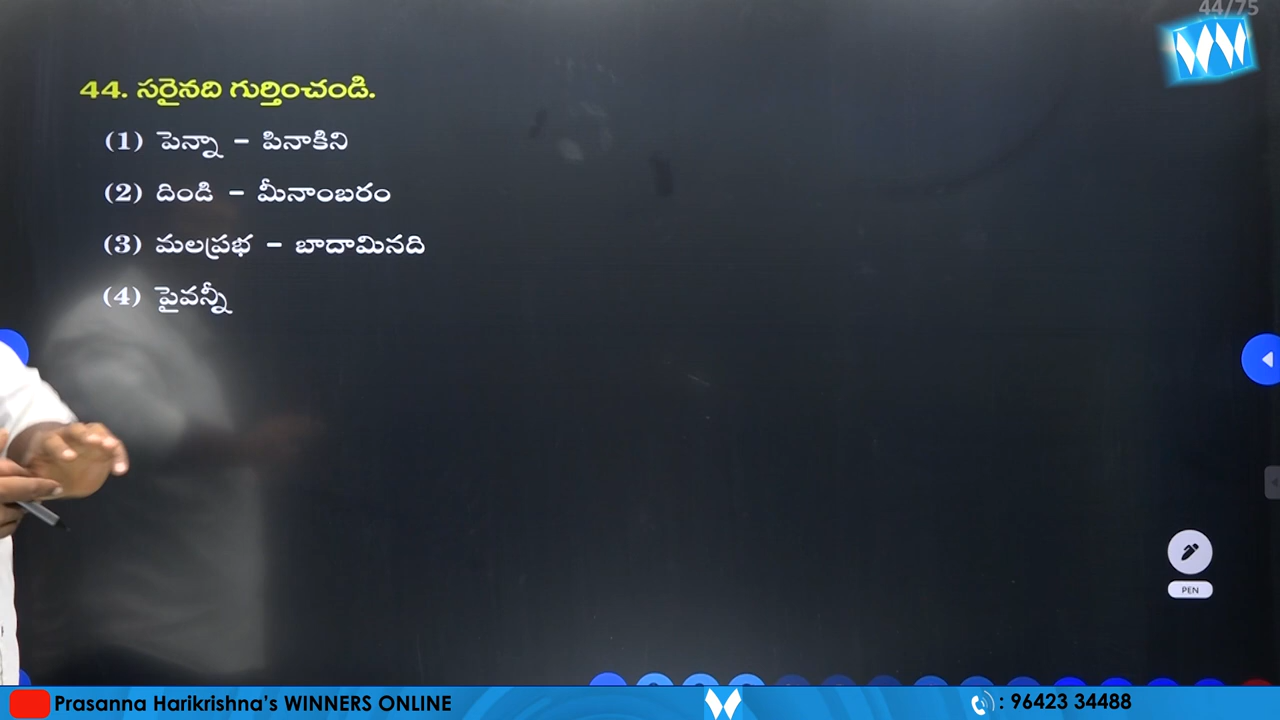 44/75
W
44. సరైనది గుర్తించండి.
(1) పెన్నా – పినాకిని
(2) దిండి – మీనాంబరం
(3) మలప్రభ – బాదామినది
(4) పైవన్నీ
PEN
Prasanna Harikrishna's WINNERS ONLINE
W
: 96423 34488